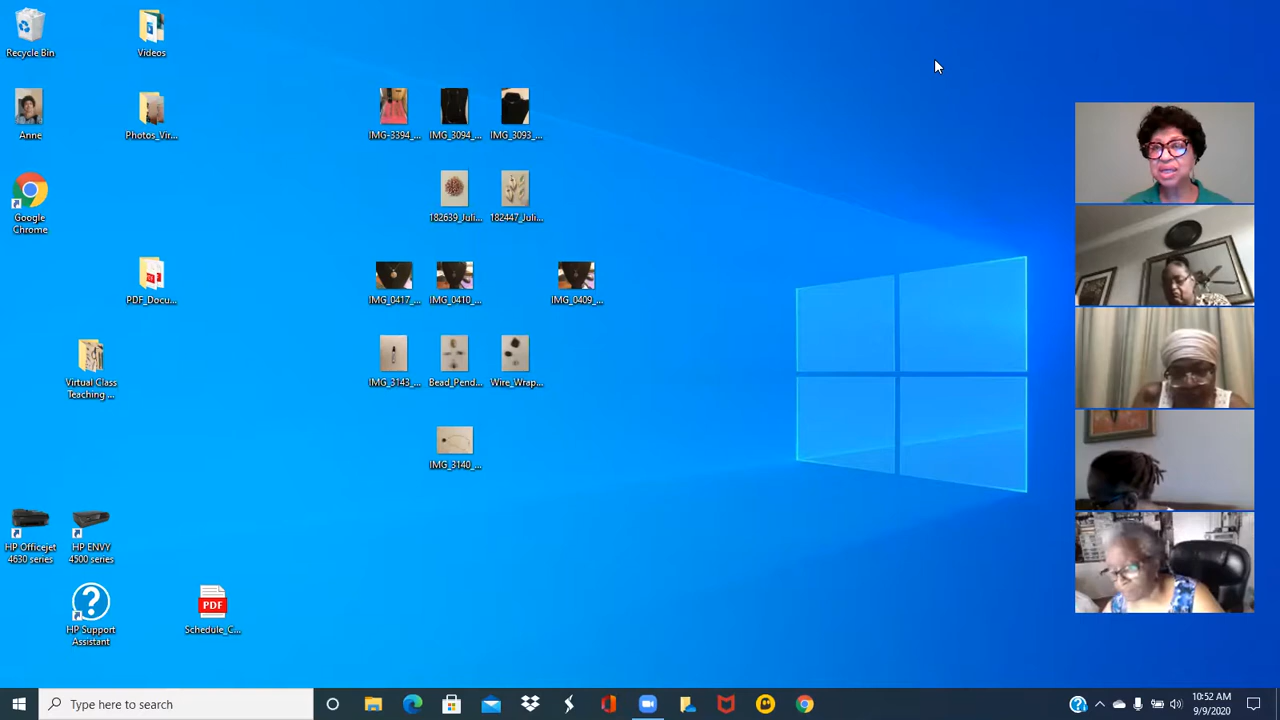 Recycle Bin
Videos
Anne
Photos_Vir...
IMG-3394_...
IMG_3094_...
IMG_3093_...
Google
Chrome
182639_Juli...
182447_Juli...
PDF_Docu...
IMG_0417_...
IMG_0410_...
IMG_0409_...
Virtual Class
Teaching ...
IMG_3143_...
Bead_Pend...
Wire_Wrap...
IMG_3140_...
HP Officejet
4630 series
HP ENVY
4500 series
HP Support
Assistant
PDF
Schedule_C...
Type here to search
10:52 AM
9/9/2020